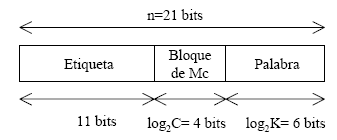 n=21 bits
Etiqueta
Bloque
de Mc
Palabra
11 bits
log₂C= 4 bits
log₂K= 6 bits